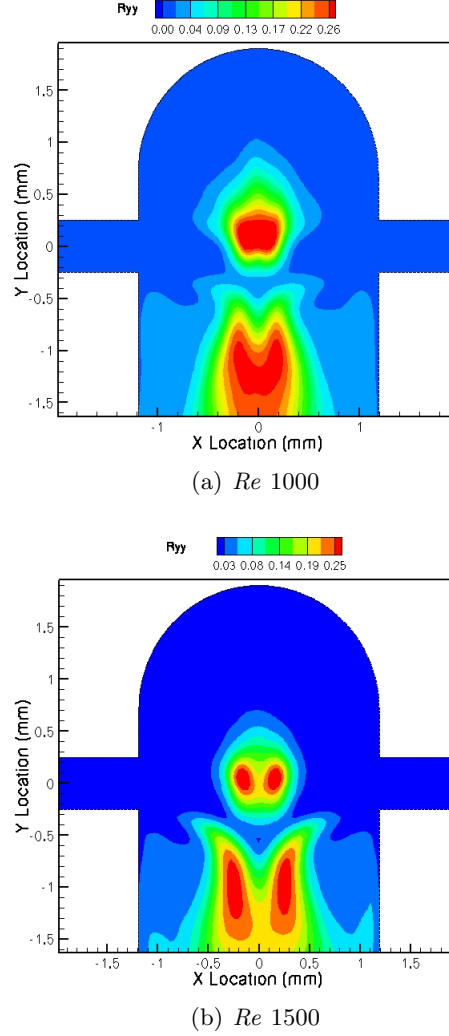 Ryy
0.00 0.04 0.09 0.13 0.17 0.22 0.26
1.5
1
0.5
0
-0.5
-1
-1.5
Y Location (mm)
-1 0 1
X Location (mm)
(a) Re 1000
Ryy
0.03 0.08 0.14 0.19 0.25
1.5
1
0.5
0
-0.5
-1
-1.5
Y Location (mm)
-1.5 -1 -0.5 0 0.5 1 1.5
X Location (mm)
(b) Re 1500